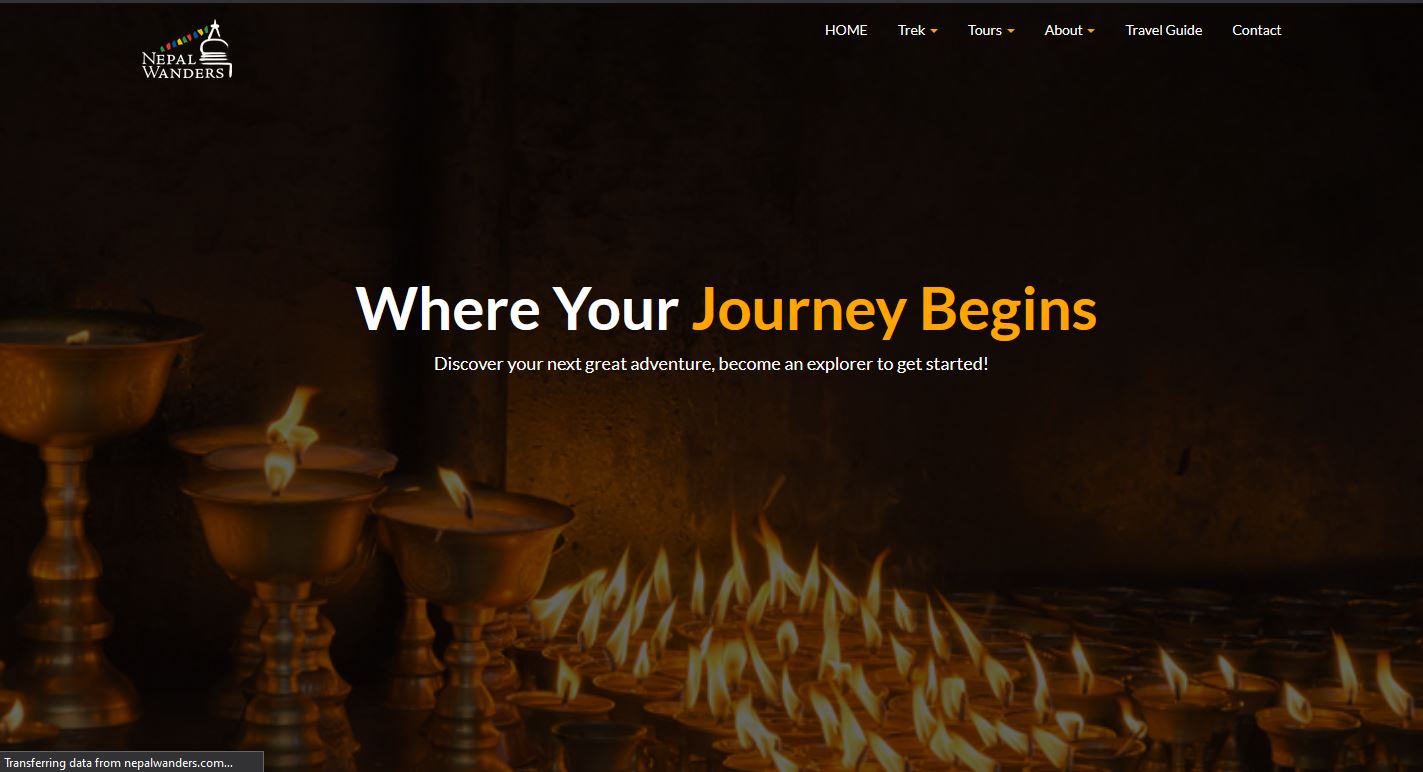 NEPAL
WANDERS
HOME Trek Tours About Travel Guide Contact
Where Your Journey Begins
Discover your next great adventure, become an explorer to get started!
Transferring data from nepalwanders.com...